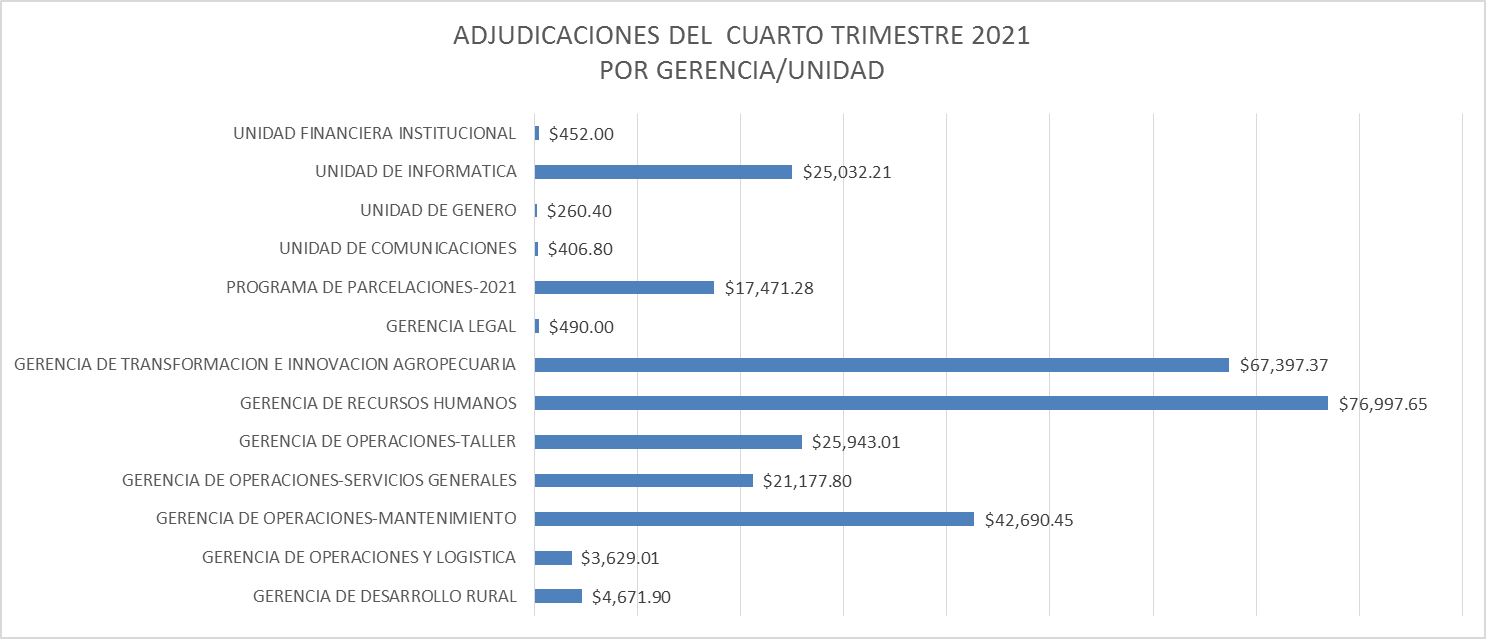 ADJUDICACIONES DEL  CUARTO TRIMESTRE 2021
POR GERENCIA/UNIDAD
UNIDAD FINANCIERA INSTITUCIONAL $452.00
UNIDAD DE INFORMATICA $25,032.21
UNIDAD DE GENERO $260.40
UNIDAD DE COMUNICACIONES $406.80
PROGRAMA DE PARCELACIONES-2021 $17,471.28
GERENCIA LEGAL $490.00
GERENCIA DE TRANSFORMACION E INNOVACION AGROPECUARIA $67,397.37
GERENCIA DE RECURSOS HUMANOS $76,997.65
GERENCIA DE OPERACIONES-TALLER $25,943.01
GERENCIA DE OPERACIONES-SERVICIOS GENERALES $21,177.80
GERENCIA DE OPERACIONES-MANTENIMIENTO $42,690.45
GERENCIA DE OPERACIONES Y LOGISTICA $3,629.01
GERENCIA DE DESARROLLO RURAL $4,671.90